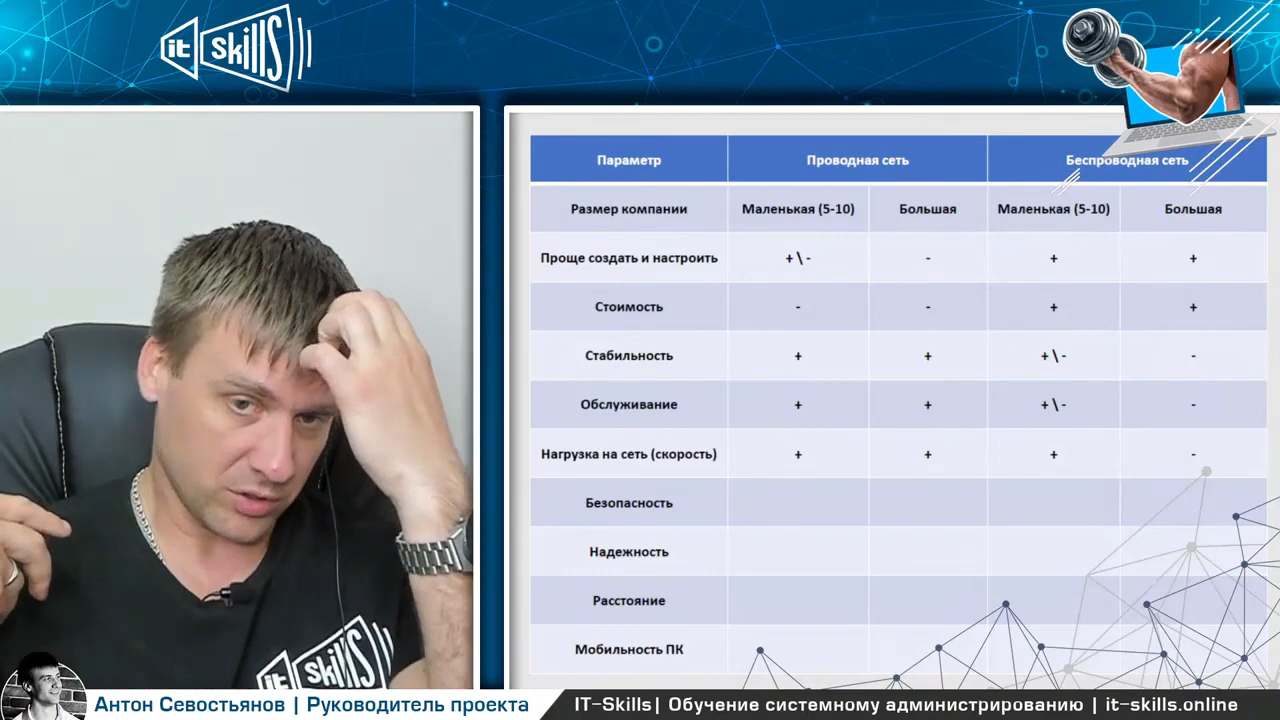 it skills
Параметр Проводная сеть Беспроводная сеть
Размер компании Маленькая (5-10) Большая Маленькая (5-10) Большая
Проще создать и настроить + \ - - + +
Стоимость - - + +
Стабильность + + + \ - -
Обслуживание + + + \ - -
Нагрузка на сеть (скорость) + + + -
Безопасность
Надежность
Расстояние
Мобильность ПК
it skills
Антон Севостьянов | Руководитель проекта
IT-Skills| Обучение системному администрированию | it-skills.online